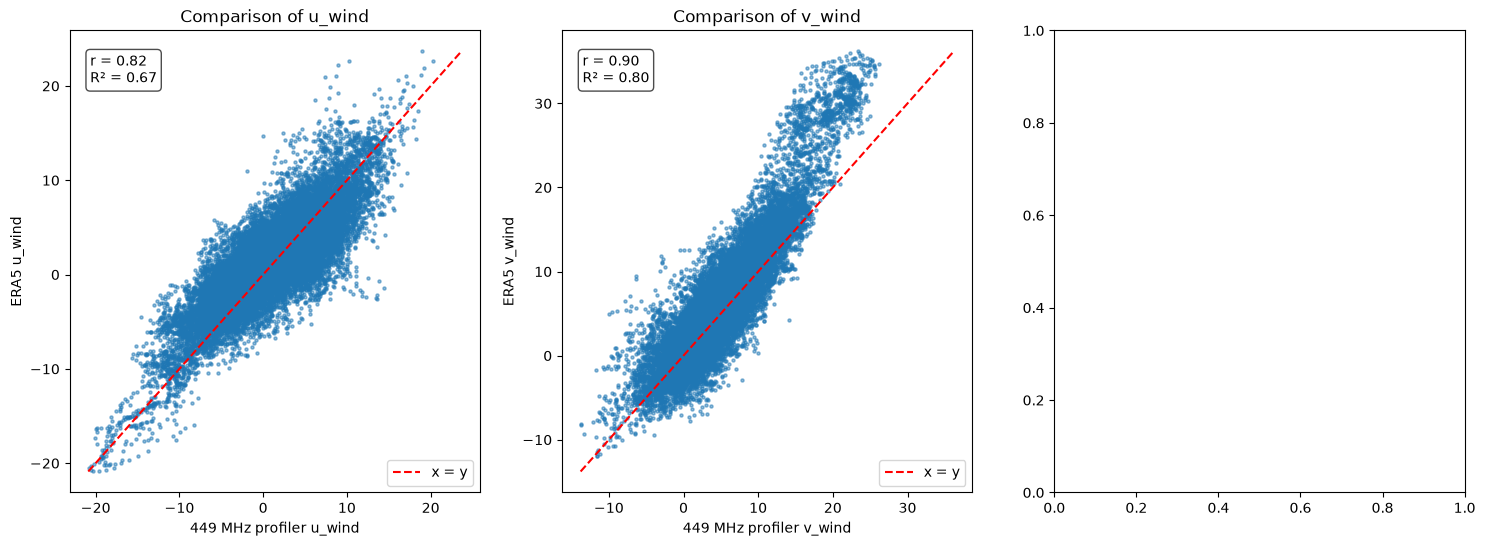 Comparison of u_wind
r = 0.82
R² = 0.67
20
10
0
−10
−20
ERA5 u_wind
x = y
−20
−10
0
10
20
449 MHz profiler u_wind
Comparison of v_wind
r = 0.90
R² = 0.80
30
20
10
0
−10
ERA5 v_wind
x = y
−10
0
10
20
30
449 MHz profiler v_wind
1.0
0.8
0.6
0.4
0.2
0.0
0.0
0.2
0.4
0.6
0.8
1.0